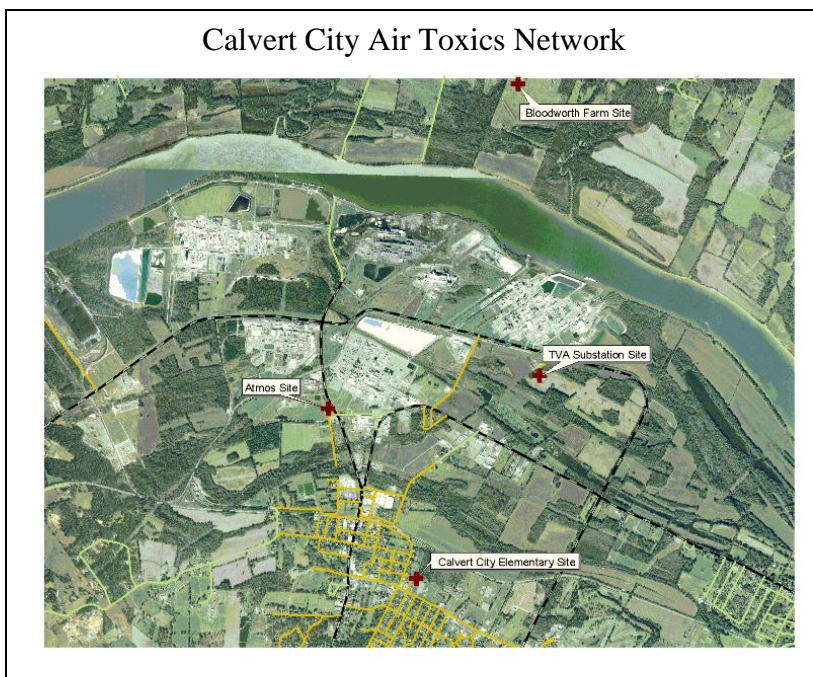 Calvert City Air Toxics Network
Bloodworth Farm Site
TVA Substation Site
Atmos Site
Calvert City Elementary Site